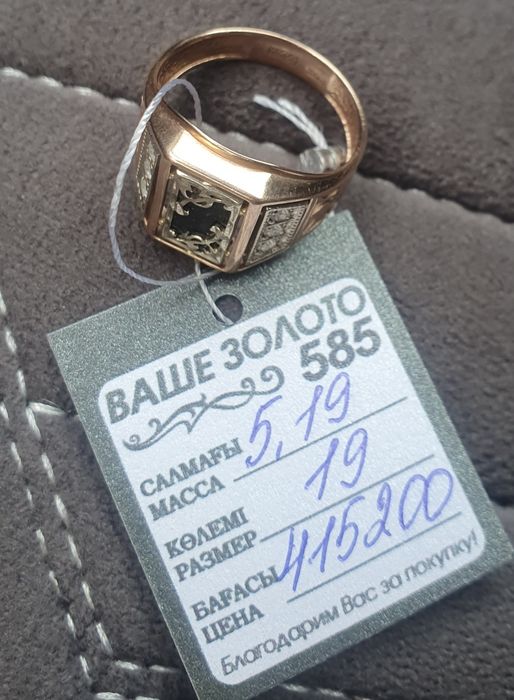 ВАШЕ ЗОЛОТО
585
САЛМАҒЫ 5,19
МАССА
КӨЛЕМІ 19
РАЗМЕР
БАҒАСЫ 415200
ЦЕНА
Благодарим Вас за покупку!